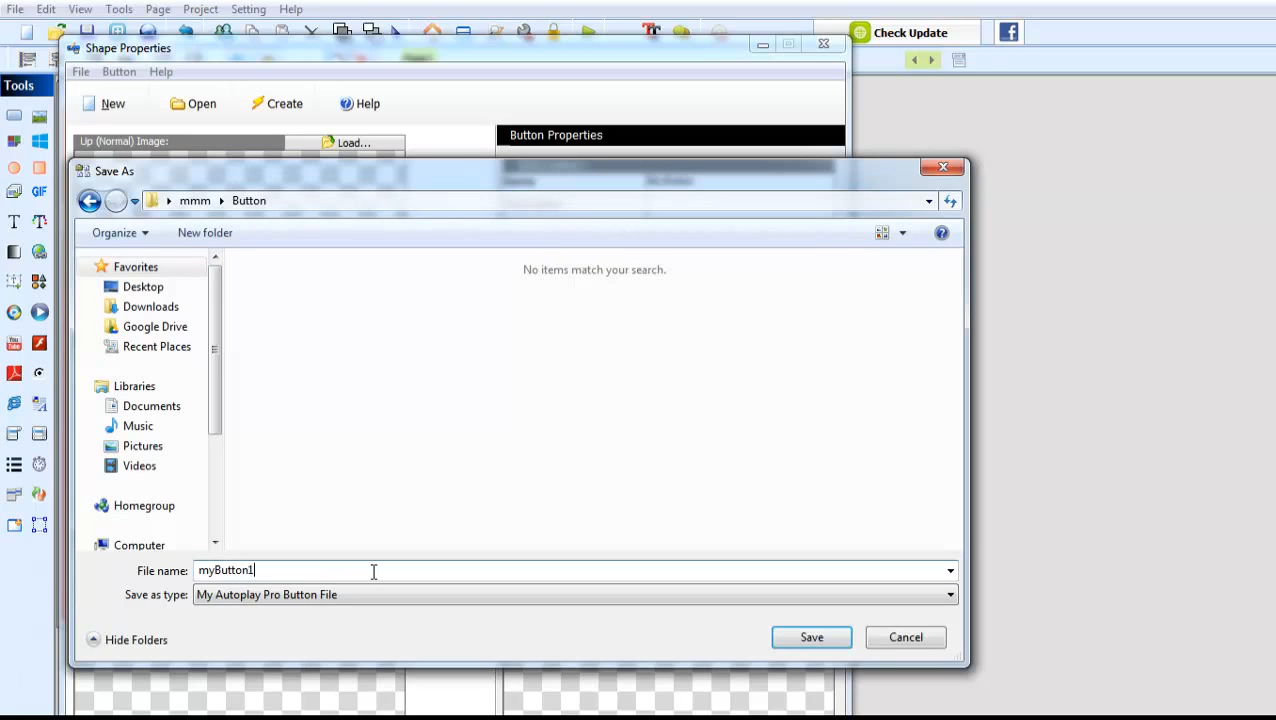 File Edit View Tools Page Project Setting Help
Check Update
Shape Properties
File Button Help
New Open Create Help
Tools
Up (Normal) Image: Load...
Button Properties
Save As
mmm Button
Organize New folder
No items match your search.
Favorites
Desktop
Downloads
Google Drive
Recent Places
Libraries
Documents
Music
Pictures
Videos
Homegroup
Computer
File name: myButton1
Save as type: My Autoplay Pro Button File
Hide Folders Save Cancel
GIF
You Tube